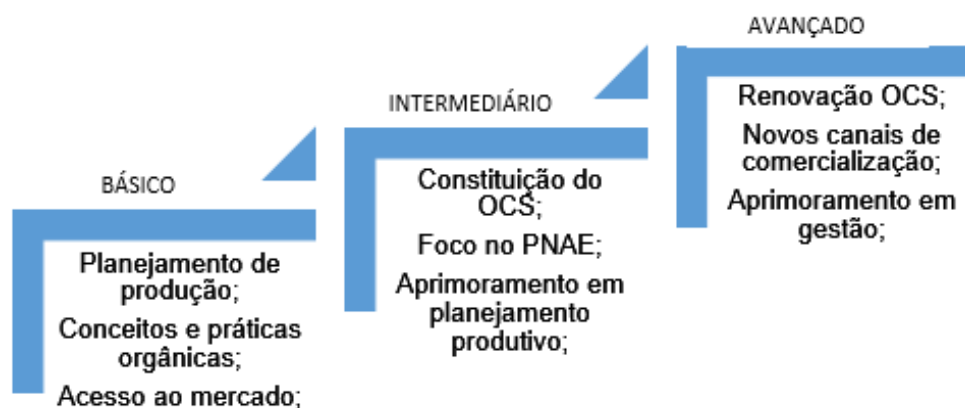 BÁSICO
Planejamento de
produção;
Conceitos e práticas
orgânicas;
Acesso ao mercado;
INTERMEDIÁRIO
Constituição do
OCS;
Foco no PNAE;
Aprimoramento em
planejamento
produtivo;
AVANÇADO
Renovação OCS;
Novos canais de
comercialização;
Aprimoramento em
gestão;